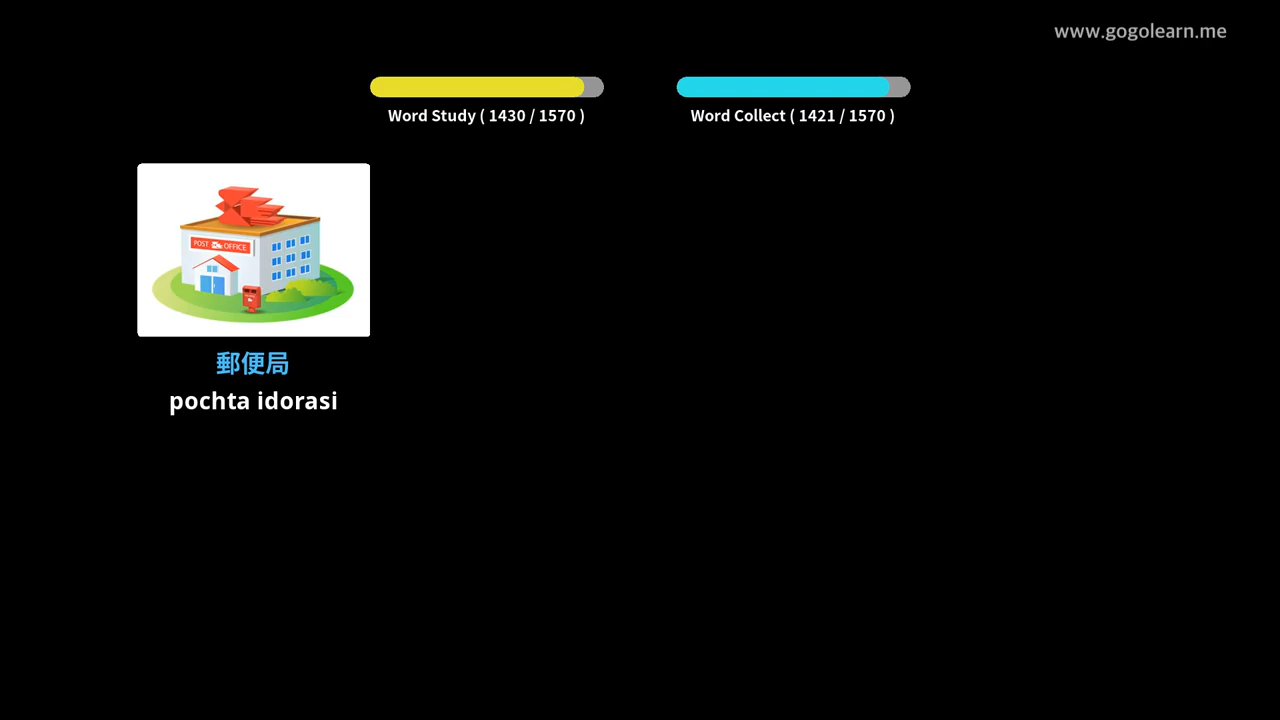 www.gogolearn.me
Word Study ( 1430 / 1570 )
Word Collect ( 1421 / 1570 )
POST OFFICE
郵便局
pochta idorasi